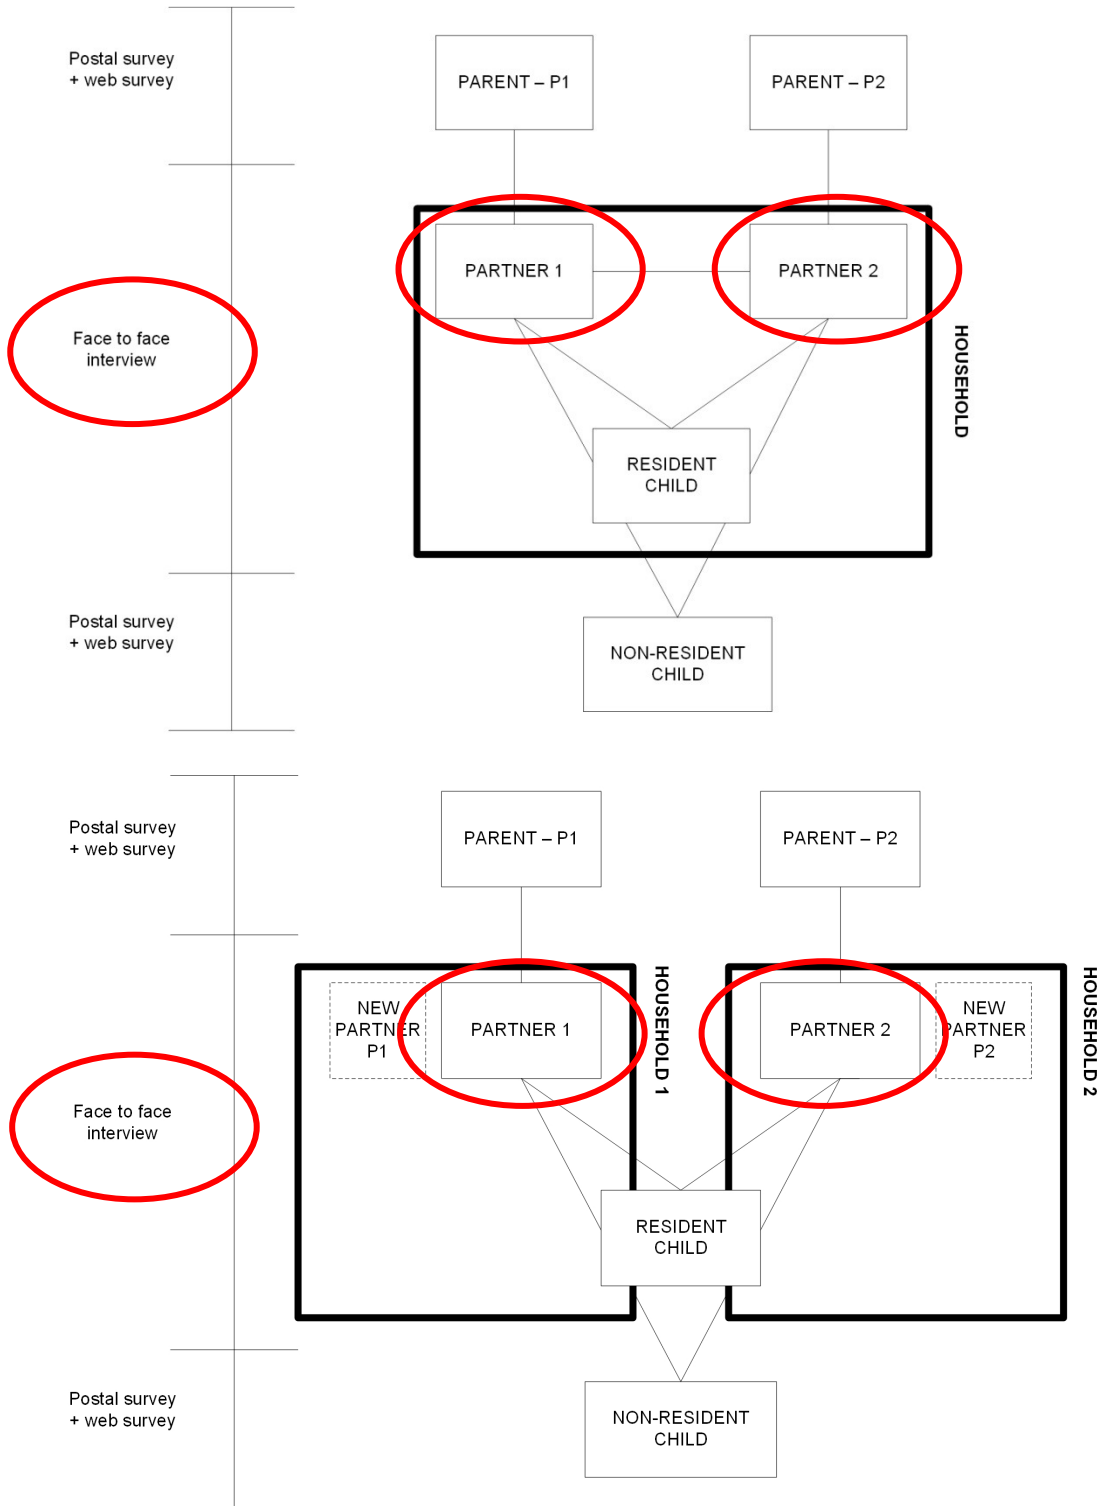 Postal survey
+ web survey
PARENT – P1
PARENT – P2
PARTNER 1
PARTNER 2
Face to face
interview
HOUSEHOLD
RESIDENT
CHILD
Postal survey
+ web survey
NON-RESIDENT
CHILD
Postal survey
+ web survey
PARENT – P1
PARENT – P2
NEW
PARTNER
P1
PARTNER 1
HOUSEHOLD 1
PARTNER 2
NEW
PARTNER
P2
HOUSEHOLD 2
Face to face
interview
RESIDENT
CHILD
Postal survey
+ web survey
NON-RESIDENT
CHILD